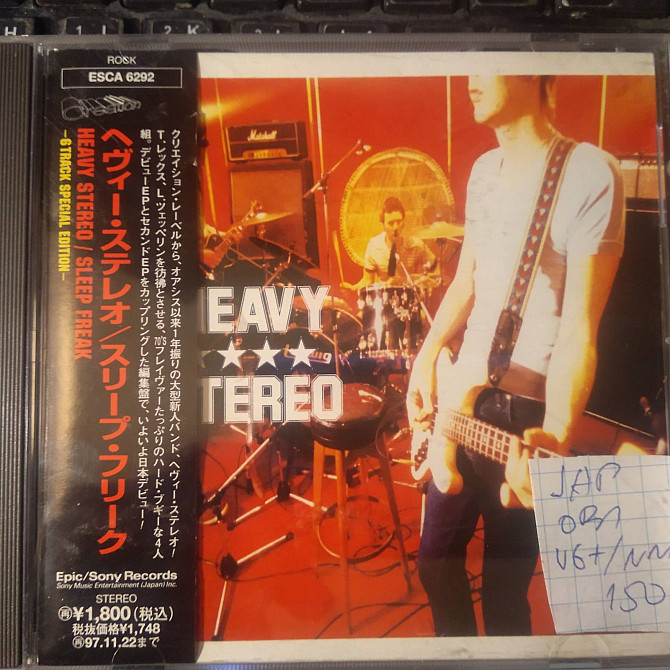 ROCK
ESCA 6292
Creation
ヘヴィー・ステレオ/スリープ・フリーク
HEAVY STEREO / SLEEP FREAK
−6 TRACK SPECIAL EDITION−
クリエイション・レーベルから、オアシス以来1年振りの大型新人バンド、ヘヴィー・ステレオ!
T.レックス、L.ツェッペリンを彷彿とさせる、70'Sフレイヴァーたっぷりのハード・ブギーな4人
組。デビューEPとセカンドEPをカップリングした編集盤で、いよいよ日本デビュー!
Epic/Sony Records
Sony Music Entertainment (Japan) Inc.
STEREO
再¥1,800(税込)
税抜価格¥1,748
再97.11.22まで
Marshall
HEAVY
STEREO
JAP
OBI
VG+/NM
150